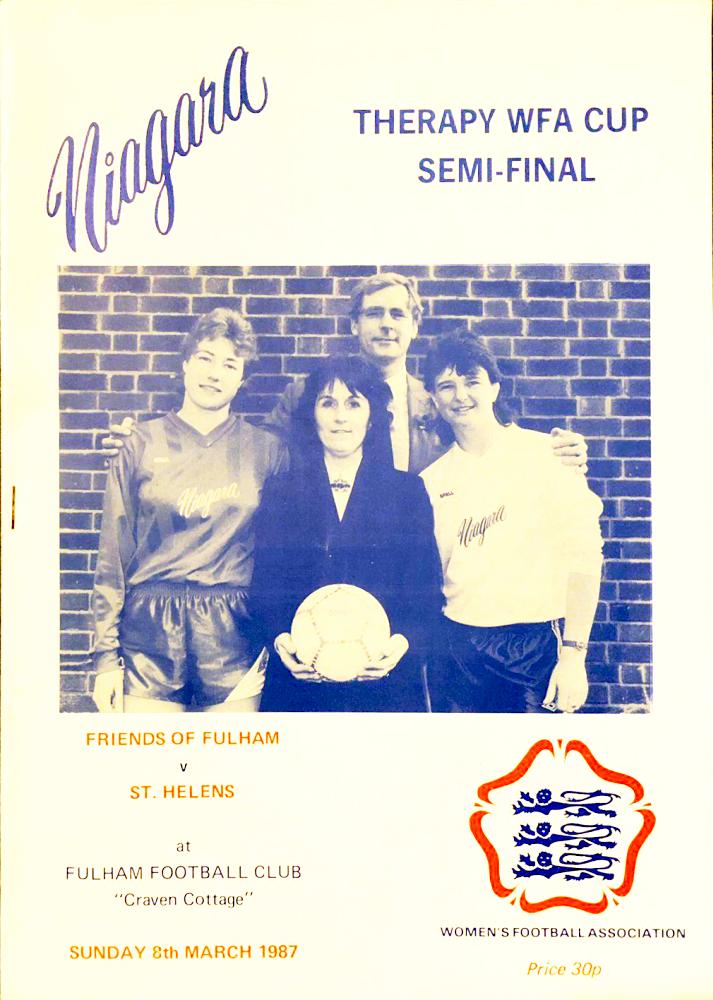 Niagara
THERAPY WFA CUP
SEMI-FINAL
Niagara
Niagara
FRIENDS OF FULHAM
v
ST. HELENS
at
FULHAM FOOTBALL CLUB
"Craven Cottage"
SUNDAY 8th MARCH 1987
WOMEN'S FOOTBALL ASSOCIATION
Price 30p